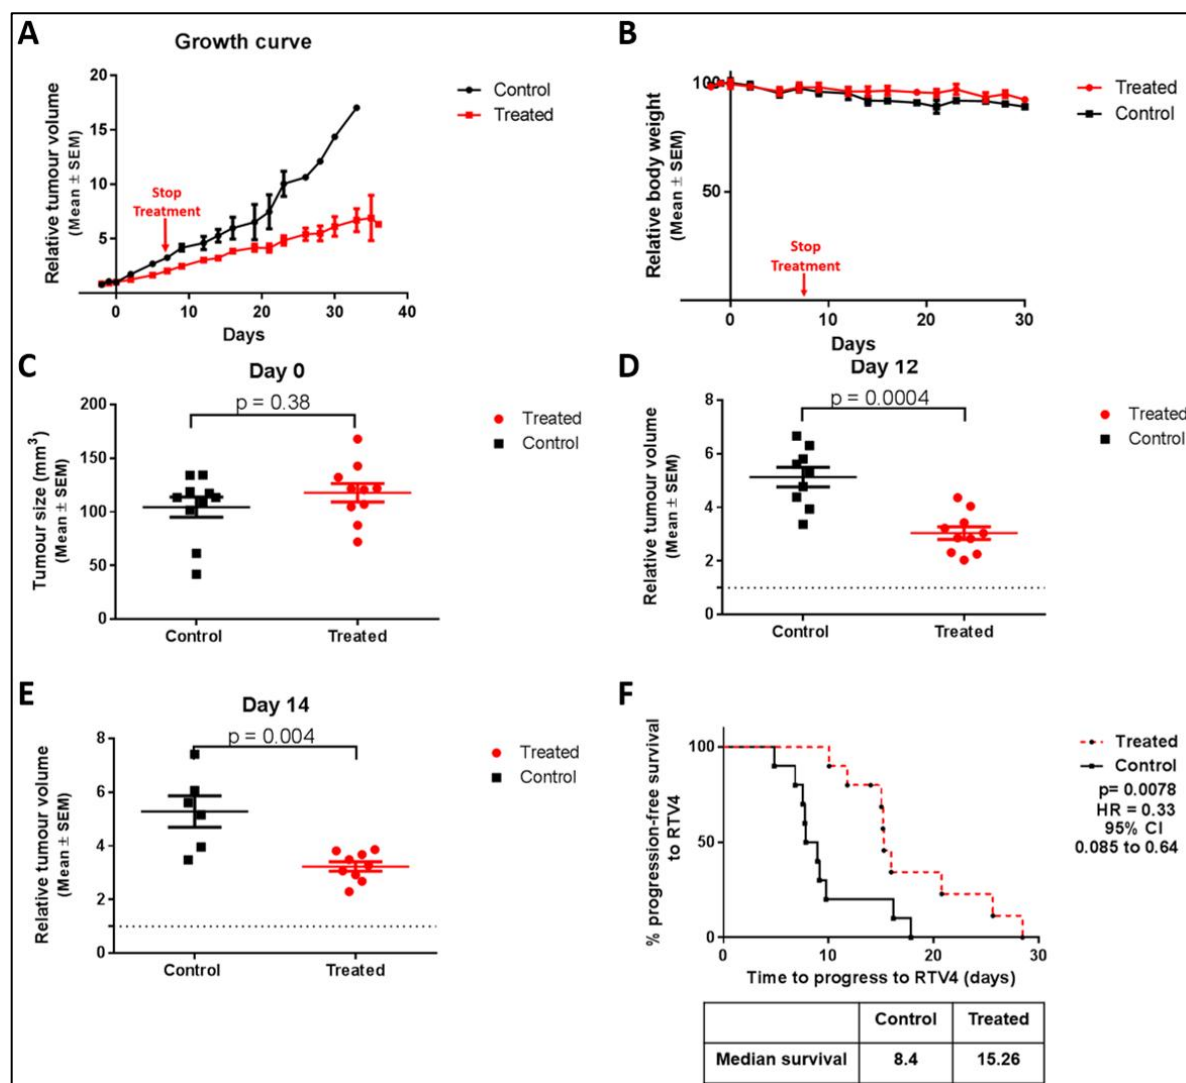 A
Growth curve
Relative tumour volume
(Mean ± SEM)
20
15
10
5
0
10
20
30
40
Days
Stop
Treatment
Control
Treated
B
Relative body weight
(Mean ± SEM)
100
50
0
10
20
30
Days
Stop
Treatment
Treated
Control
C
Day 0
p = 0.38
Tumour size (mm³)
(Mean ± SEM)
200
150
100
50
0
Control
Treated
Treated
Control
D
Day 12
p = 0.0004
Relative tumour volume
(Mean ± SEM)
8
6
4
2
0
Control
Treated
Treated
Control
E
Day 14
p = 0.004
Relative tumour volume
(Mean ± SEM)
8
6
4
2
0
Control
Treated
Treated
Control
F
% progression-free survival
to RTV4
100
50
0
0
10
20
30
Time to progress to RTV4 (days)
Treated
Control
p= 0.0078
HR = 0.33
95% CI
0.085 to 0.64
Control Treated
Median survival 8.4 15.26